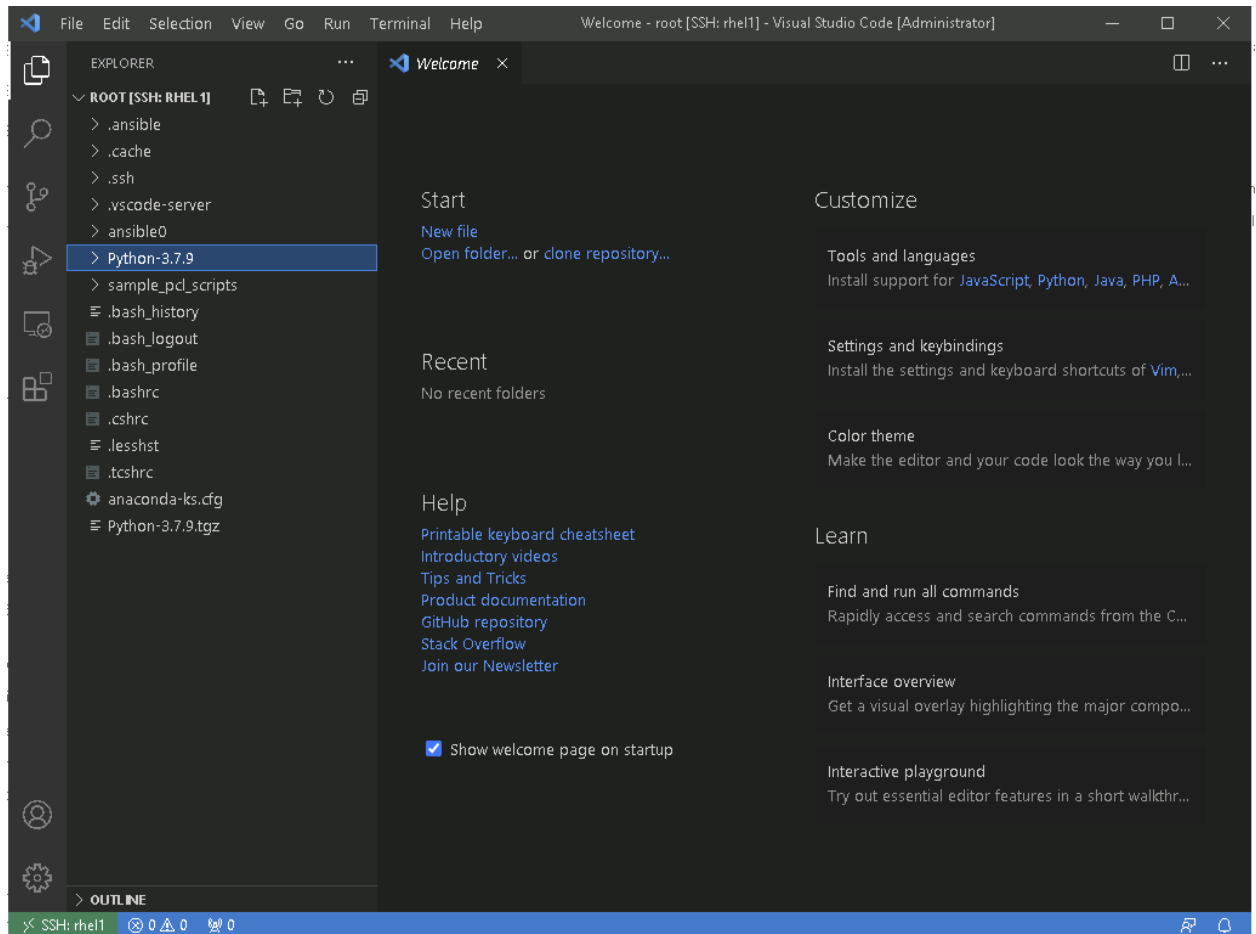 File Edit Selection View Go Run Terminal Help Welcome - root [SSH: rhel1] - Visual Studio Code [Administrator]
EXPLORER
Welcome
ROOT [SSH: RHEL1]
.ansible
.cache
.ssh
.vscode-server
ansible0
Python-3.7.9
sample_pcl_scripts
.bash_history
.bash_logout
.bash_profile
.bashrc
.cshrc
.lesshst
.tcshrc
anaconda-ks.cfg
Python-3.7.9.tgz
OUTLINE
Start
New file
Open folder... or clone repository...
Recent
No recent folders
Help
Printable keyboard cheatsheet
Introductory videos
Tips and Tricks
Product documentation
GitHub repository
Stack Overflow
Join our Newsletter
Show welcome page on startup
Customize
Tools and languages
Install support for JavaScript, Python, Java, PHP, A...
Settings and keybindings
Install the settings and keyboard shortcuts of Vim,...
Color theme
Make the editor and your code look the way you l...
Learn
Find and run all commands
Rapidly access and search commands from the C...
Interface overview
Get a visual overlay highlighting the major compo...
Interactive playground
Try out essential editor features in a short walkthr...
SSH: rhel1 0 0 0